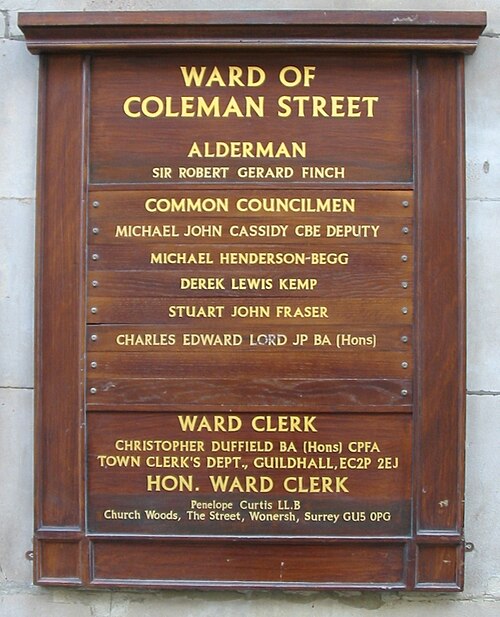 WARD OF
COLEMAN STREET
ALDERMAN
SIR ROBERT GERARD FINCH
COMMON COUNCILMEN
MICHAEL JOHN CASSIDY CBE DEPUTY
MICHAEL HENDERSON-BEGG
DEREK LEWIS KEMP
STUART JOHN FRASER
CHARLES EDWARD LORD JP BA (Hons)
WARD CLERK
CHRISTOPHER DUFFIELD BA (Hons) CPFA
TOWN CLERK'S DEPT., GUILDHALL, EC2P 2EJ
HON. WARD CLERK
Penelope Curtis LL.B
Church Woods, The Street, Wonersh, Surrey GU5 0PG